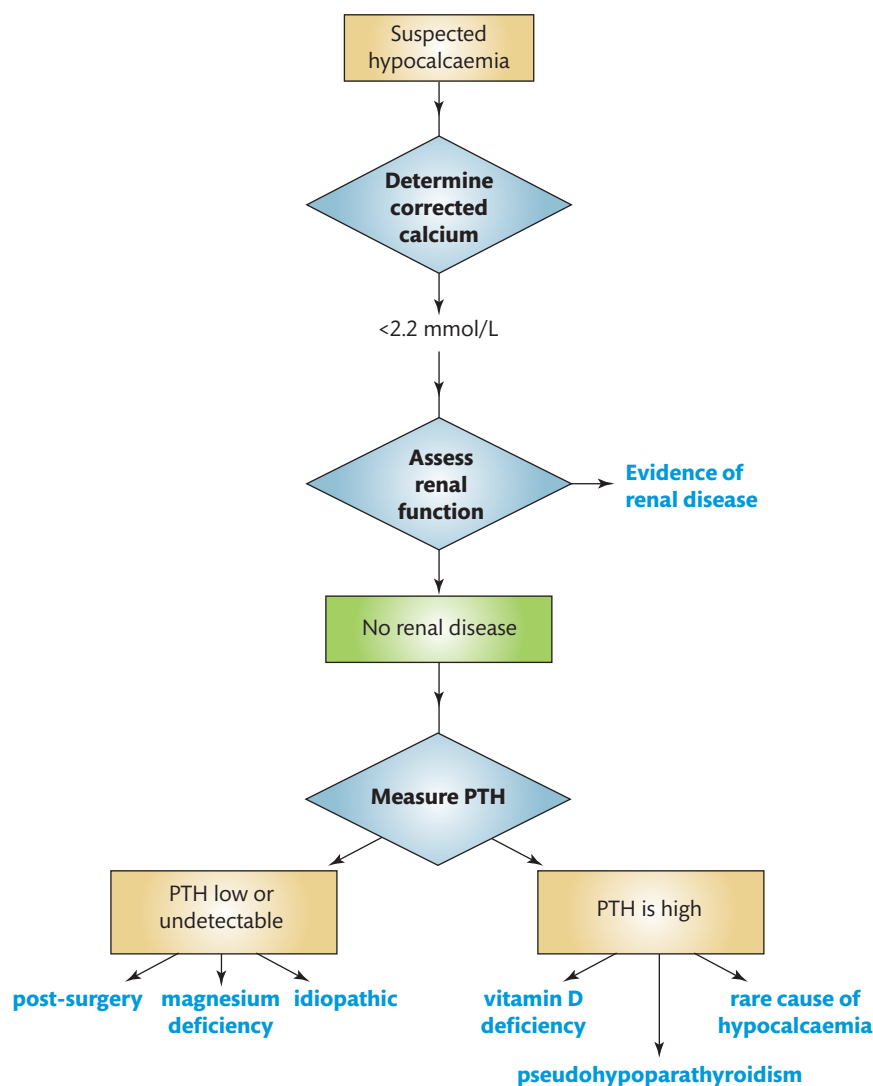 Suspected
hypocalcaemia
Determine
corrected
calcium
<2.2 mmol/L
Assess
renal
function
Evidence of
renal disease
No renal disease
Measure PTH
PTH low or
undetectable
PTH is high
post-surgery
magnesium
deficiency
idiopathic
vitamin D
deficiency
rare cause of
hypocalcaemia
pseudohypoparathyroidism